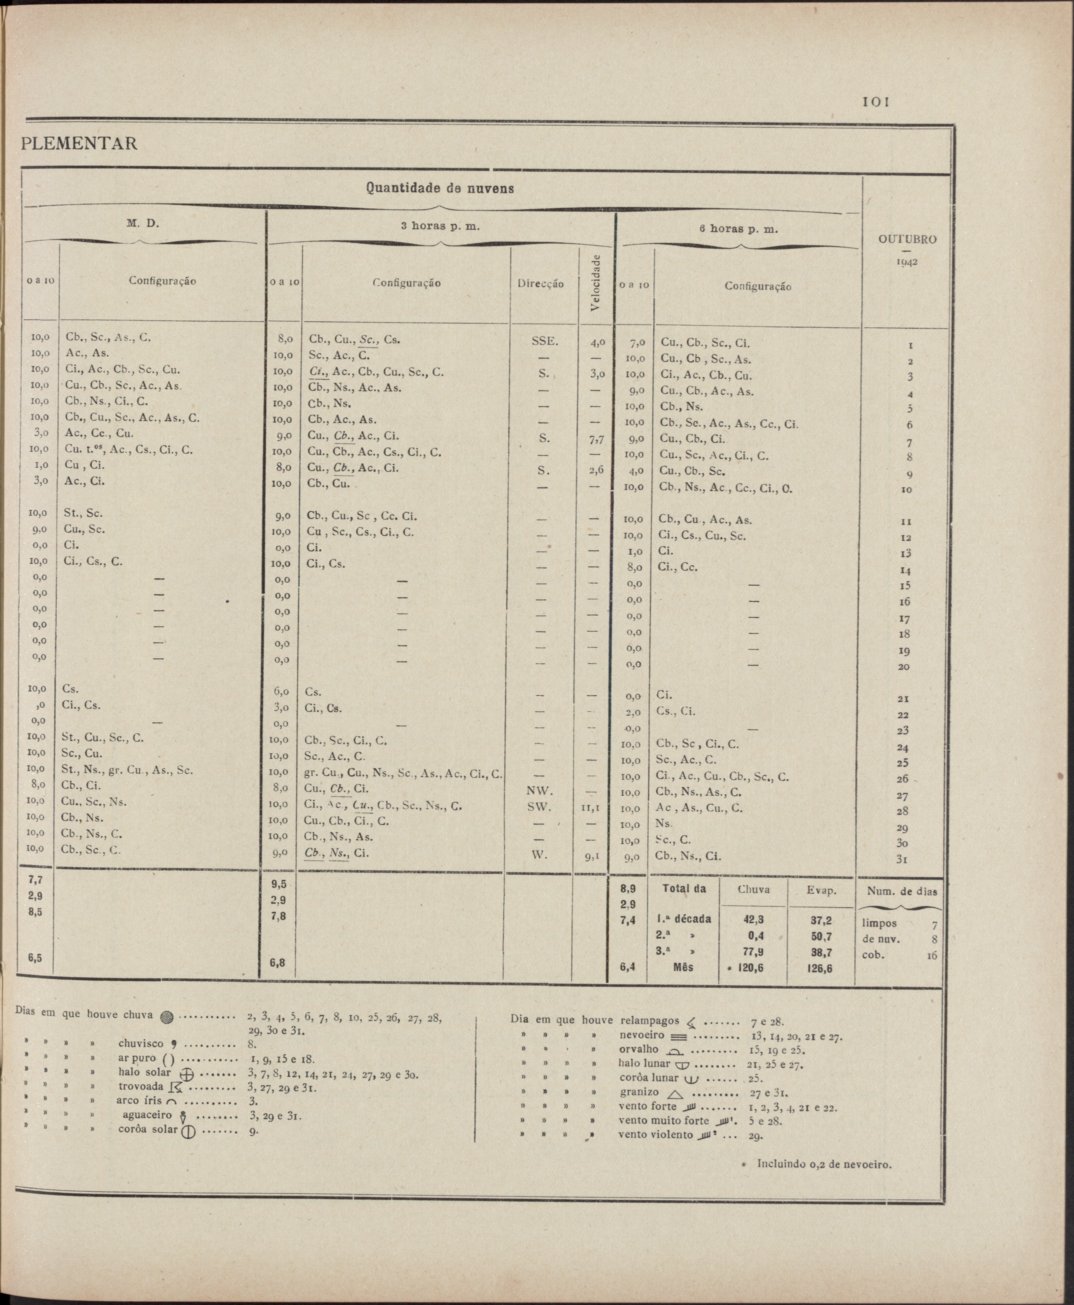 101
PLEMENTAR
Quantidade de nuvens
M. D. 3 horas p. m. 6 horas p. m. OUTUBRO
—
1942
0 a 10 Configuração 0 a 10 Configuração Direcção Velocidade 0 a 10 Configuração
10,0 Cb., Sc., As., C. 8,0 Cb., Cu., Sc., Cs. SSE. 4,0 7,0 Cu., Cb., Sc., Ci. 1
10,0 Ac., As. 10,0 Sc., Ac., C. — — 10,0 Cu., Cb , Sc., As. 2
10,0 Ci., Ac., Cb., Sc., Cu. 10,0 Ci., Ac., Cb., Cu., Sc., C. S. 3,0 10,0 Ci., Ac., Cb., Cu. 3
10,0 Cu., Cb., Sc., Ac., As. 10,0 Cb., Ns., Ac., As. — — 9,0 Cu., Cb., Ac., As. 4
10,0 Cb., Ns., Ci., C. 10,0 Cb., Ns. — — 10,0 Cb., Ns. 5
10,0 Cb., Cu., Sc., Ac., As., C. 10,0 Cb., Ac., As. — — 10,0 Cb., Sc., Ac., As., Cc., Ci. 6
3,0 Ac., Cc., Cu. 9,0 Cu., Cb., Ac., Ci. S. 7,7 9,0 Cu., Cb., Ci. 7
10,0 Cu. t.os, Ac., Cs., Ci., C. 10,0 Cu., Cb., Ac., Cs., Ci., C. — — 10,0 Cu., Sc., Ac., Ci., C. 8
1,0 Cu , Ci. 8,0 Cu., Cb., Ac., Ci. S. 2,6 4,0 Cu., Cb., Sc. 9
3,0 Ac., Ci. 10,0 Cb., Cu. — — 10,0 Cb., Ns., Ac., Cc., Ci., C. 10
10,0 St., Sc. 9,0 Cb., Cu., Sc , Cc. Ci. — — 10,0 Cb., Cu , Ac., As. 11
9,0 Cu., Sc. 10,0 Cu , Sc., Cs., Ci., C. — — 10,0 Ci., Cs., Cu., Sc. 12
0,0 Ci. 0,0 Ci. — — 1,0 Ci. 13
10,0 Ci., Cs., C. 10,0 Ci., Cs. — — 8,0 Ci., Cc. 14
0,0 — 0,0 — — — 0,0 — 15
0,0 — 0,0 — — — 0,0 — 16
0,0 — 0,0 — — — 0,0 — 17
0,0 — 0,0 — — — 0,0 — 18
0,0 — 0,0 — — — 0,0 — 19
0,0 — 0,0 — — — 0,0 — 20
10,0 Cs. 6,0 Cs. — — 0,0 Ci. 21
,0 Ci., Cs. 3,0 Ci., Cs. — — 2,0 Cs., Ci. 22
0,0 — 0,0 — — — 0,0 — 23
10,0 St., Cu., Sc., C. 10,0 Cb., Sc., Ci., C. — — 10,0 Cb., Sc , Ci., C. 24
10,0 Sc., Cu. 10,0 Sc., Ac., C. — — 10,0 Sc., Ac., C. 25
10,0 St., Ns., gr. Cu , As., Sc. 10,0 gr. Cu., Cu., Ns., Sc , As., Ac., Ci., C. — — 10,0 Ci., Ac., Cu., Cb., Sc., C. 26
8,0 Cb., Ci. 8,0 Cu., Cb., Ci. NW. — 10,0 Cb., Ns., As., C. 27
10,0 Cu., Sc., Ns. 10,0 Ci., Ac., Cu., Cb., Sc., Ns., C. SW. 11,1 10,0 Ac , As., Cu., C. 28
10,0 Cb., Ns. 10,0 Cu., Cb., Ci., C. — — 10,0 Ns. 29
10,0 Cb., Ns., C. 10,0 Cb., Ns., As. — — 10,0 Sc., C. 30
10,0 Cb., Sc., C. 9,0 Cb., Ns., Ci. W. 9,1 9,0 Cb., Ns., Ci. 31
7,7 9,5 8,9 Total da Chuva Evap. Num. de dias
2,9 2,9 2,9
8,5 7,8 7,4 1.ª década 42,3 37,2 limpos 7
2.ª » 0,4 50,7 de nuv. 8
3.ª » 77,9 38,7 cob. 16
6,5 6,8 6,4 Mês * 120,6 126,6
Dias em que houve chuva .......... 2, 3, 4, 5, 6, 7, 8, 10, 25, 26, 27, 28,
29, 30 e 31.
» » » » chuvisco .......... 8.
» » » » ar puro ( ) .......... 1, 9, 15 e 18.
» » » » halo solar ....... 3, 7, 8, 12, 14, 21, 24, 27, 29 e 30.
» » » » trovoada ......... 3, 27, 29 e 31.
» » » » arco íris .......... 3.
» » » » aguaceiro ........ 3, 29 e 31.
» » » » corôa solar ....... 9.
Dia em que houve relampagos ....... 7 e 28.
» » » » nevoeiro ......... 13, 14, 20, 21 e 27.
» » » » orvalho ......... 15, 19 e 25.
» » » » halo lunar ....... 21, 25 e 27.
» » » » corôa lunar ...... 25.
» » » » granizo ......... 27 e 31.
» » » » vento forte ....... 1, 2, 3, 4, 21 e 22.
» » » » vento muito forte . 5 e 28.
» » » » vento violento ... 29.
* Incluindo 0,2 de nevoeiro.